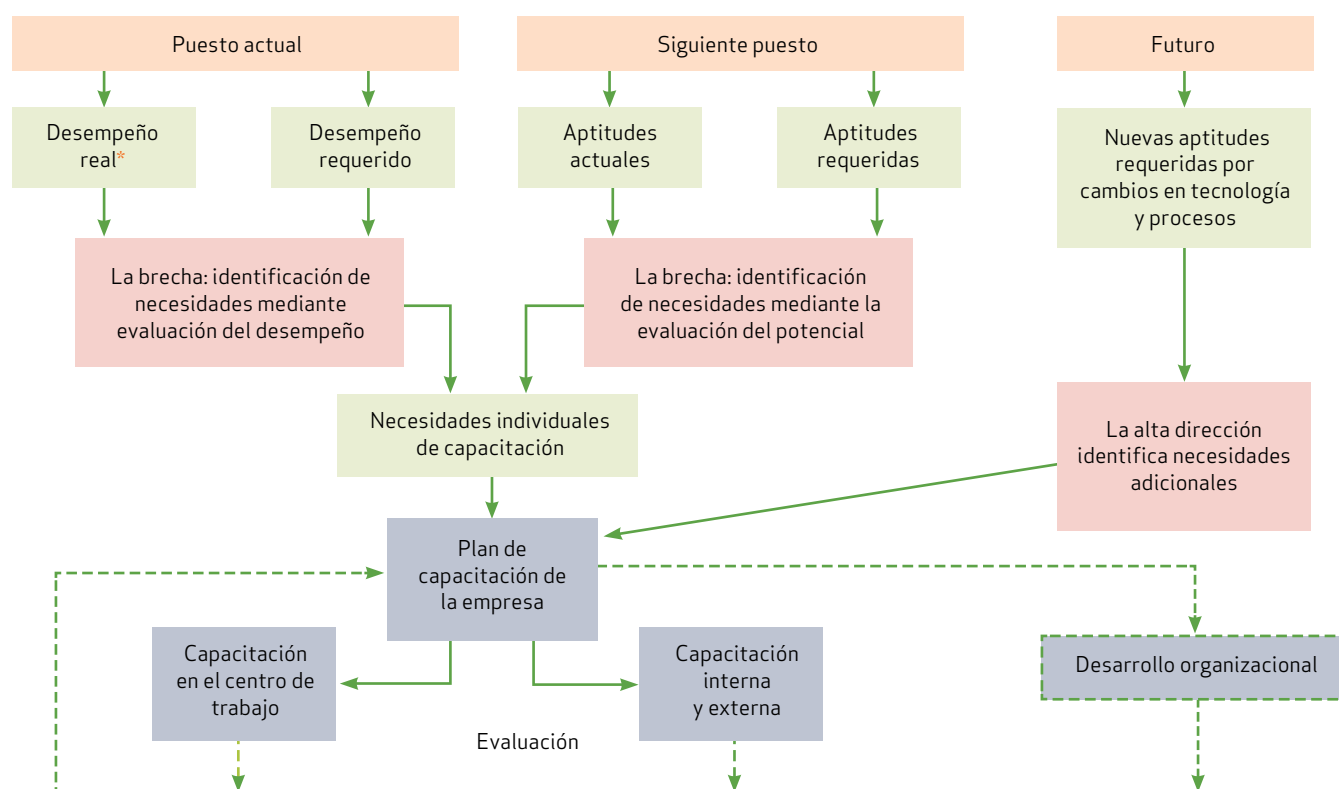 Puesto actual
Siguiente puesto
Futuro
Desempeño
real*
Desempeño
requerido
Aptitudes
actuales
Aptitudes
requeridas
Nuevas aptitudes
requeridas por
cambios en tecnología
y procesos
La brecha: identificación de
necesidades mediante
evaluación del desempeño
La brecha: identificación
de necesidades mediante la
evaluación del potencial
Necesidades individuales
de capacitación
La alta dirección
identifica necesidades
adicionales
Plan de
capacitación de
la empresa
Capacitación
en el centro de
trabajo
Capacitación
interna
y externa
Desarrollo organizacional
Evaluación